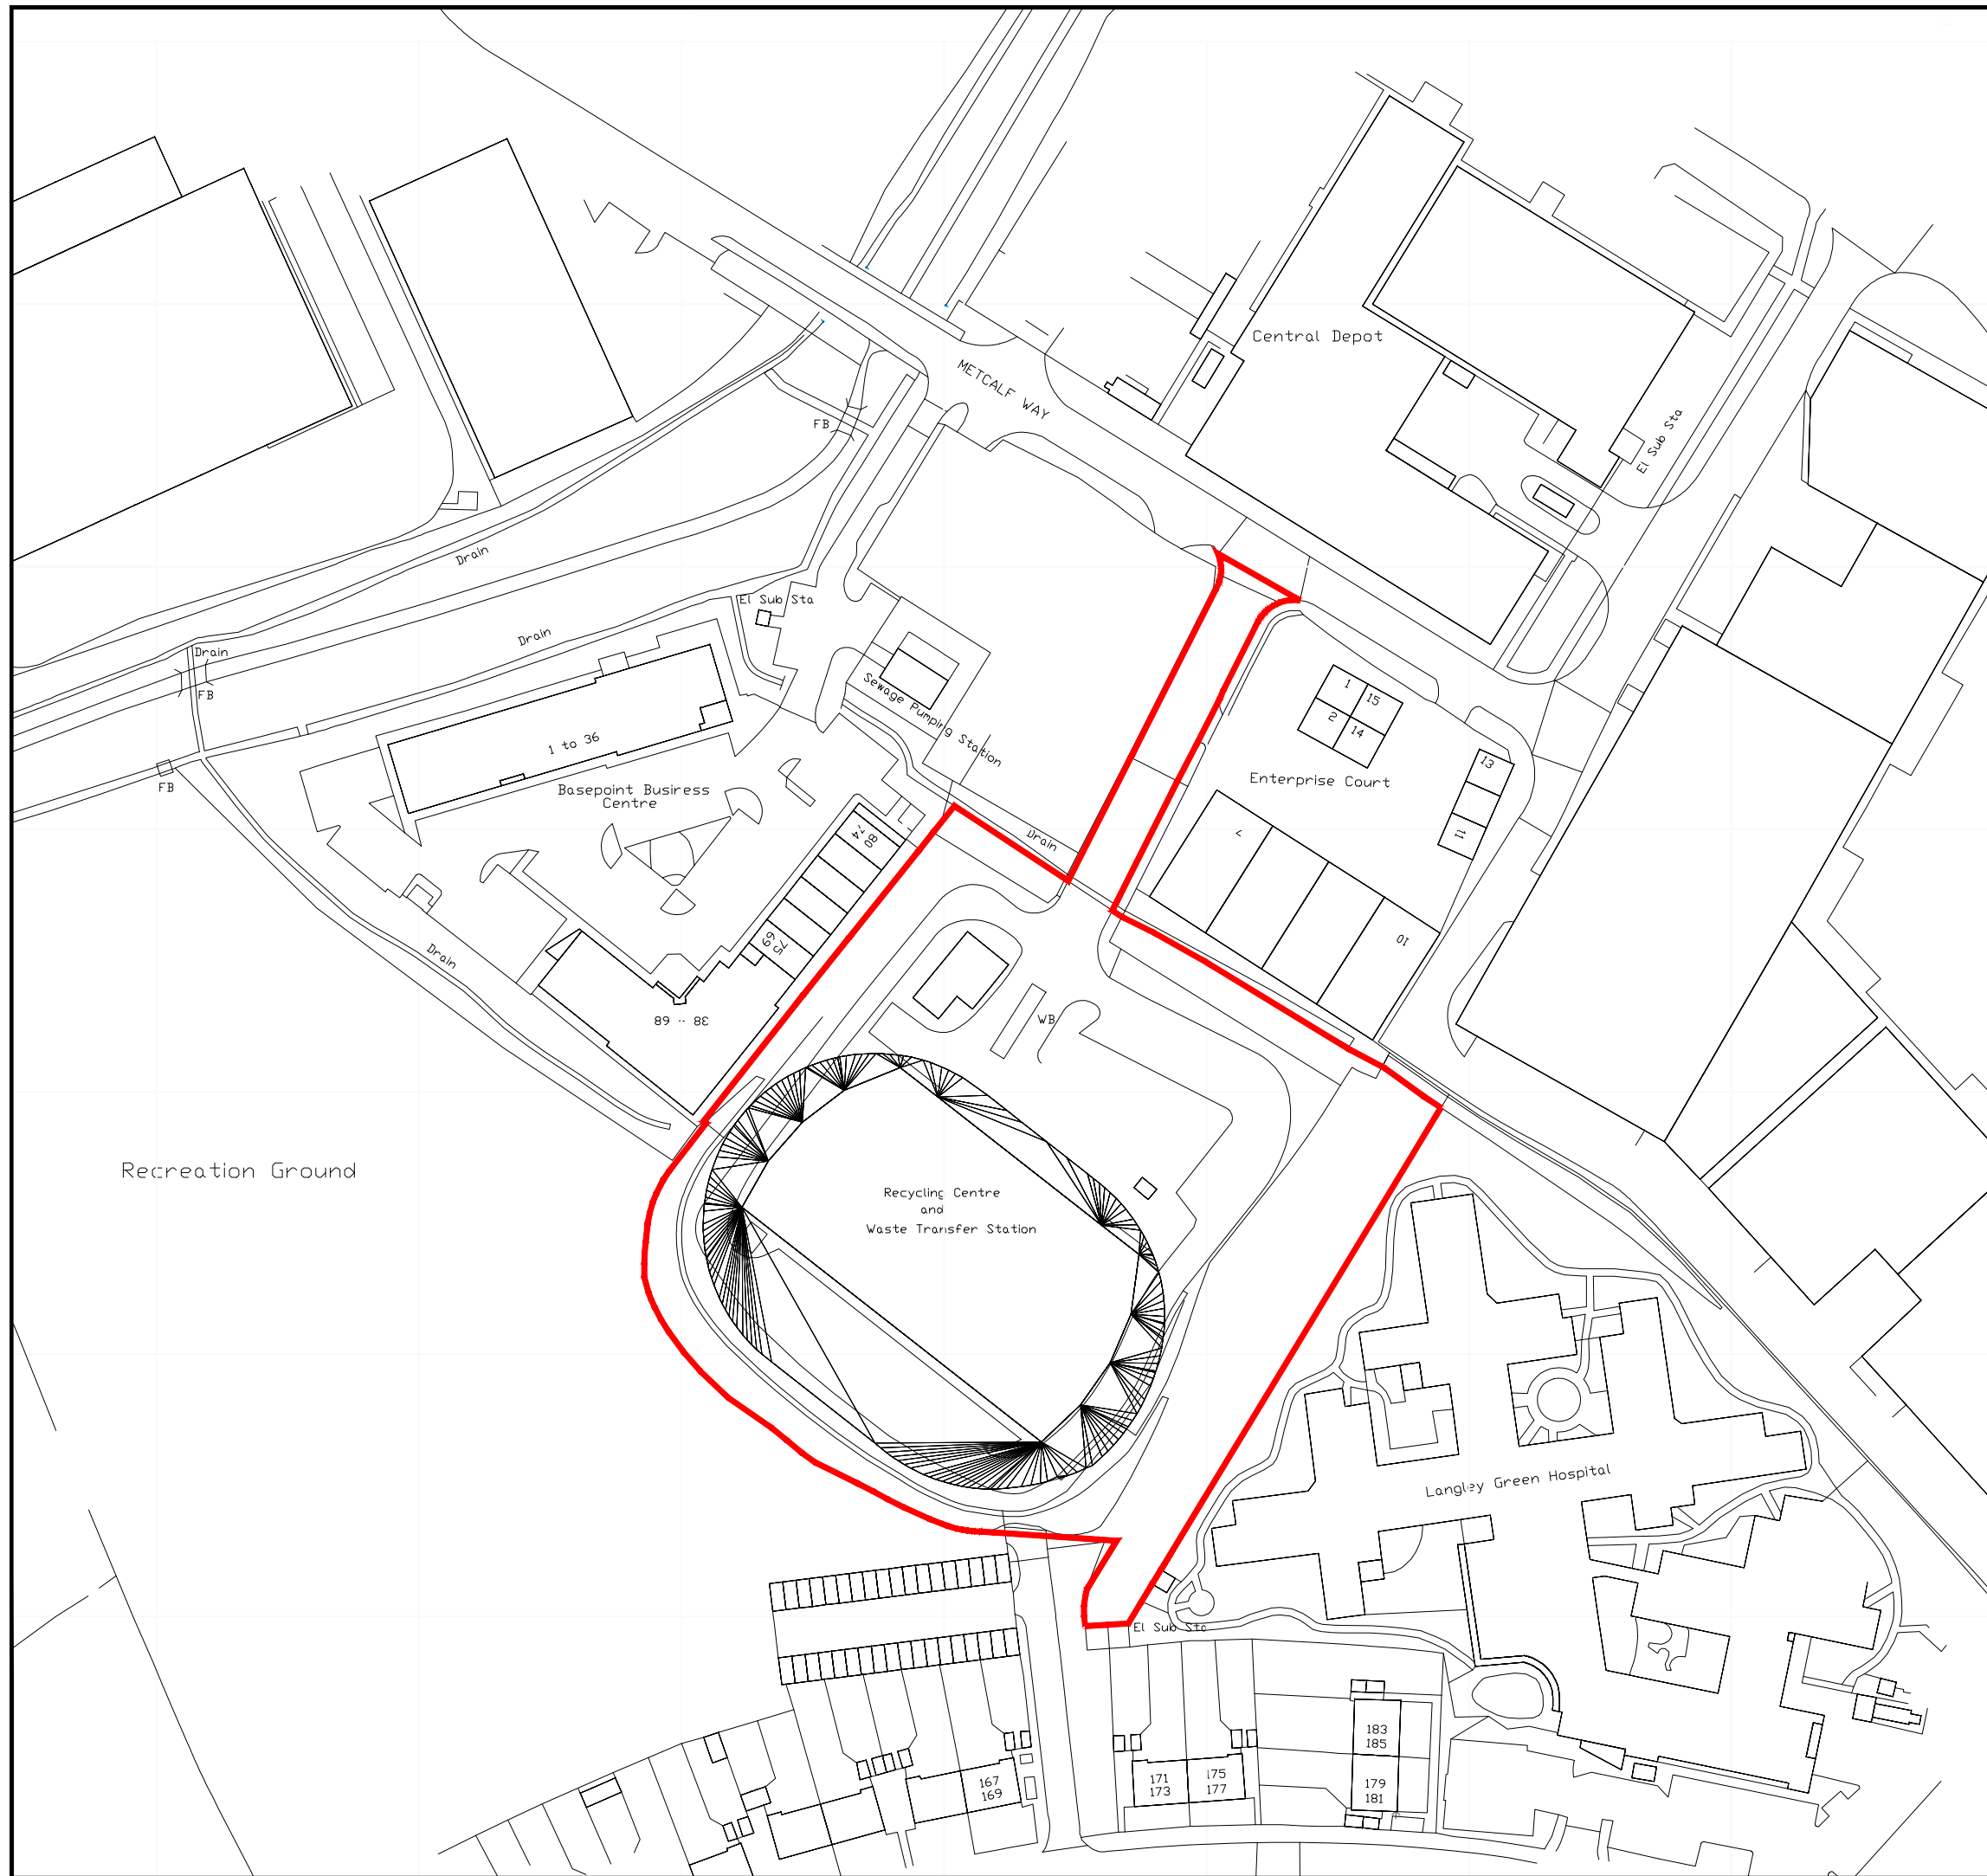 Central Depot
METCALF WAY
El Sub Sta
FB
Drain
El Sub Sta
Drain
Drain
FB
Sewage Pumping Station
1
15
2
14
13
11
Enterprise Court
7
10
1 to 36
FB
Basepoint Business
Centre
Drain
74
80
75
69
Drain
38 - 68
WB
Recreation Ground
Recycling Centre
and
Waste Transfer Station
Langley Green Hospital
El Sub Sta
183
185
167
169
171
173
175
177
179
181